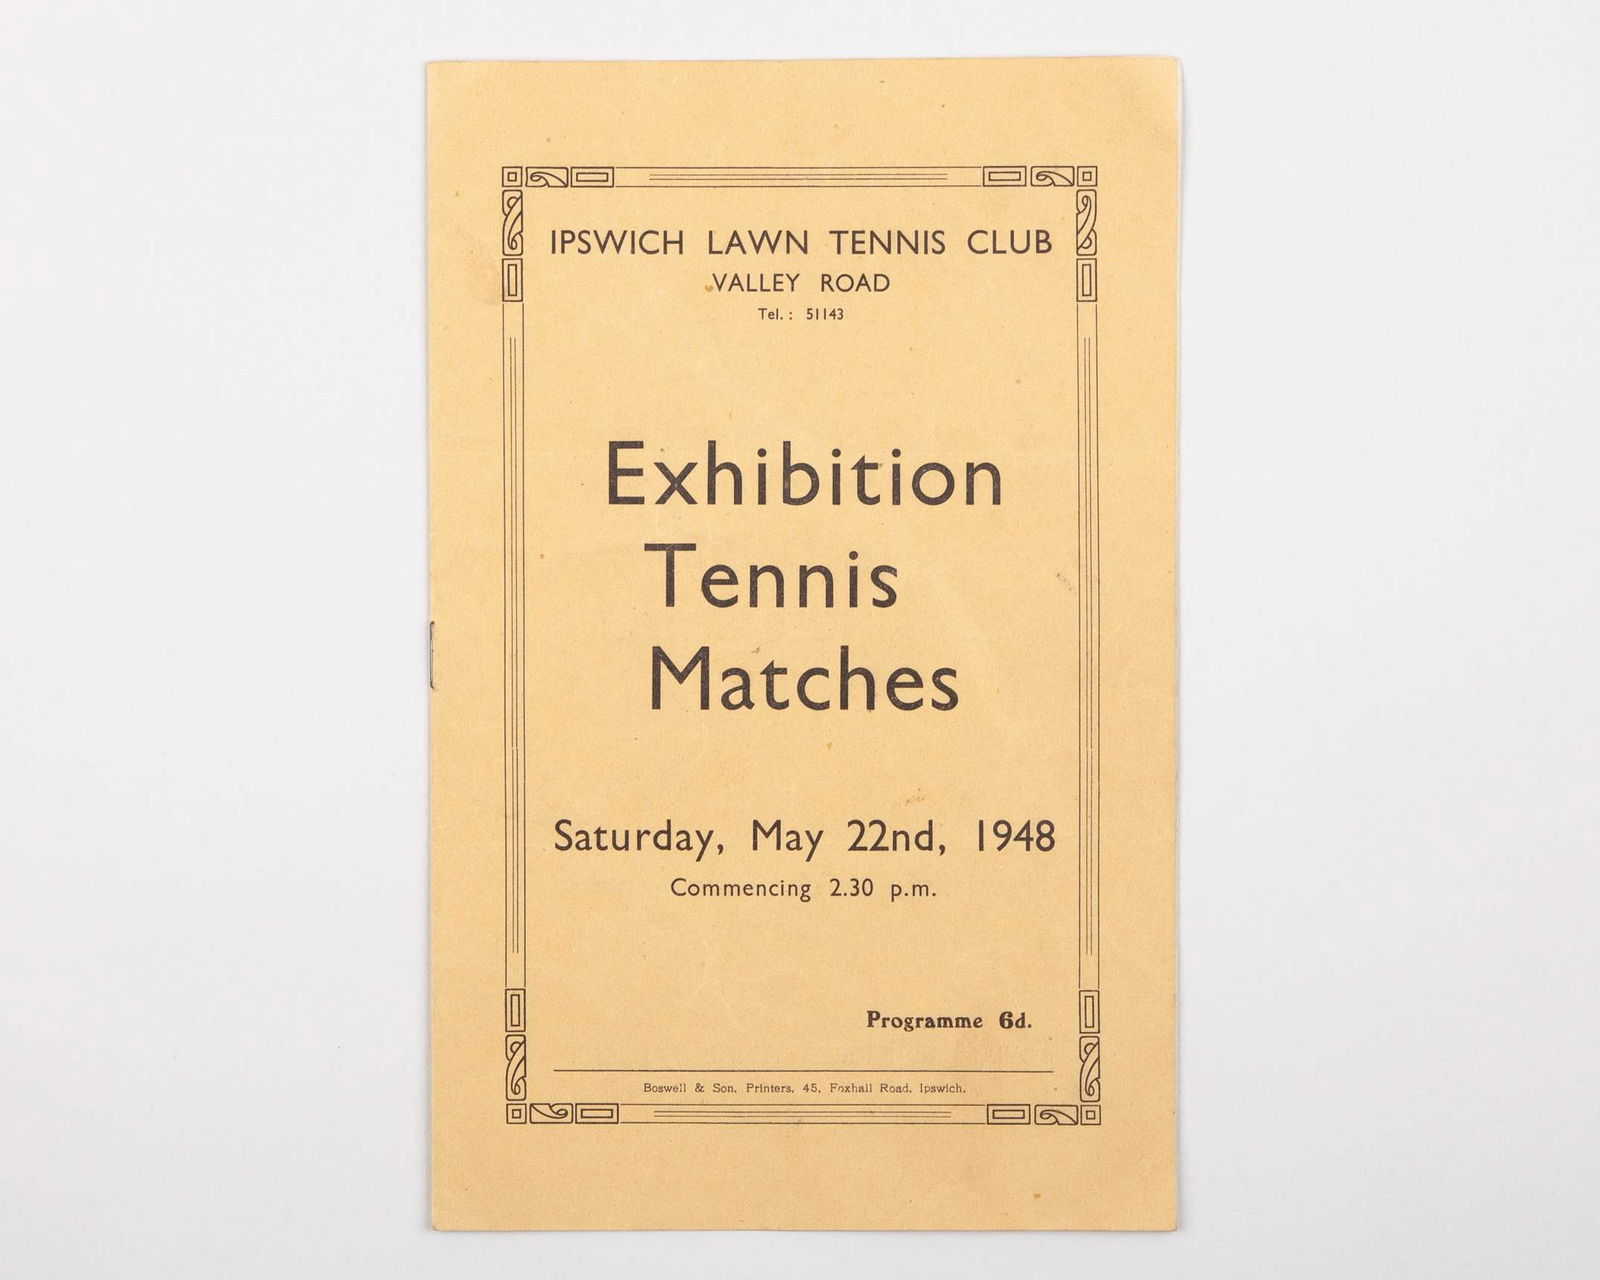 IPSWICH LAWN TENNIS CLUB
VALLEY ROAD
Tel. : 51143
Exhibition
Tennis
Matches
Saturday, May 22nd, 1948
Commencing 2.30 p.m.
Programme 6d.
Boswell & Son, Printers, 45, Foxhall Road, Ipswich.